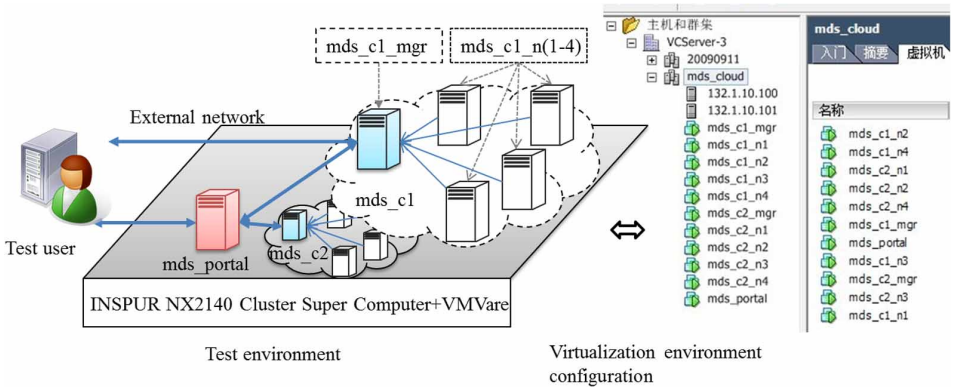 mds_c1_mgr
mds_c1_n(1-4)
External network
mds_c1
Test user
mds_portal
mds_c2
INSPUR NX2140 Cluster Super Computer+VMVare
Test environment
主机和群集
VCServer-3
20090911
mds_cloud
132.1.10.100
132.1.10.101
mds_c1_mgr
mds_c1_n1
mds_c1_n2
mds_c1_n3
mds_c1_n4
mds_c2_mgr
mds_c2_n1
mds_c2_n2
mds_c2_n3
mds_c2_n4
mds_portal
mds_cloud
入门 摘要 虚拟机
名称
mds_c1_n2
mds_c1_n4
mds_c2_n1
mds_c2_n2
mds_c2_n4
mds_c1_mgr
mds_portal
mds_c1_n3
mds_c2_mgr
mds_c2_n3
mds_c1_n1
Virtualization environment
configuration